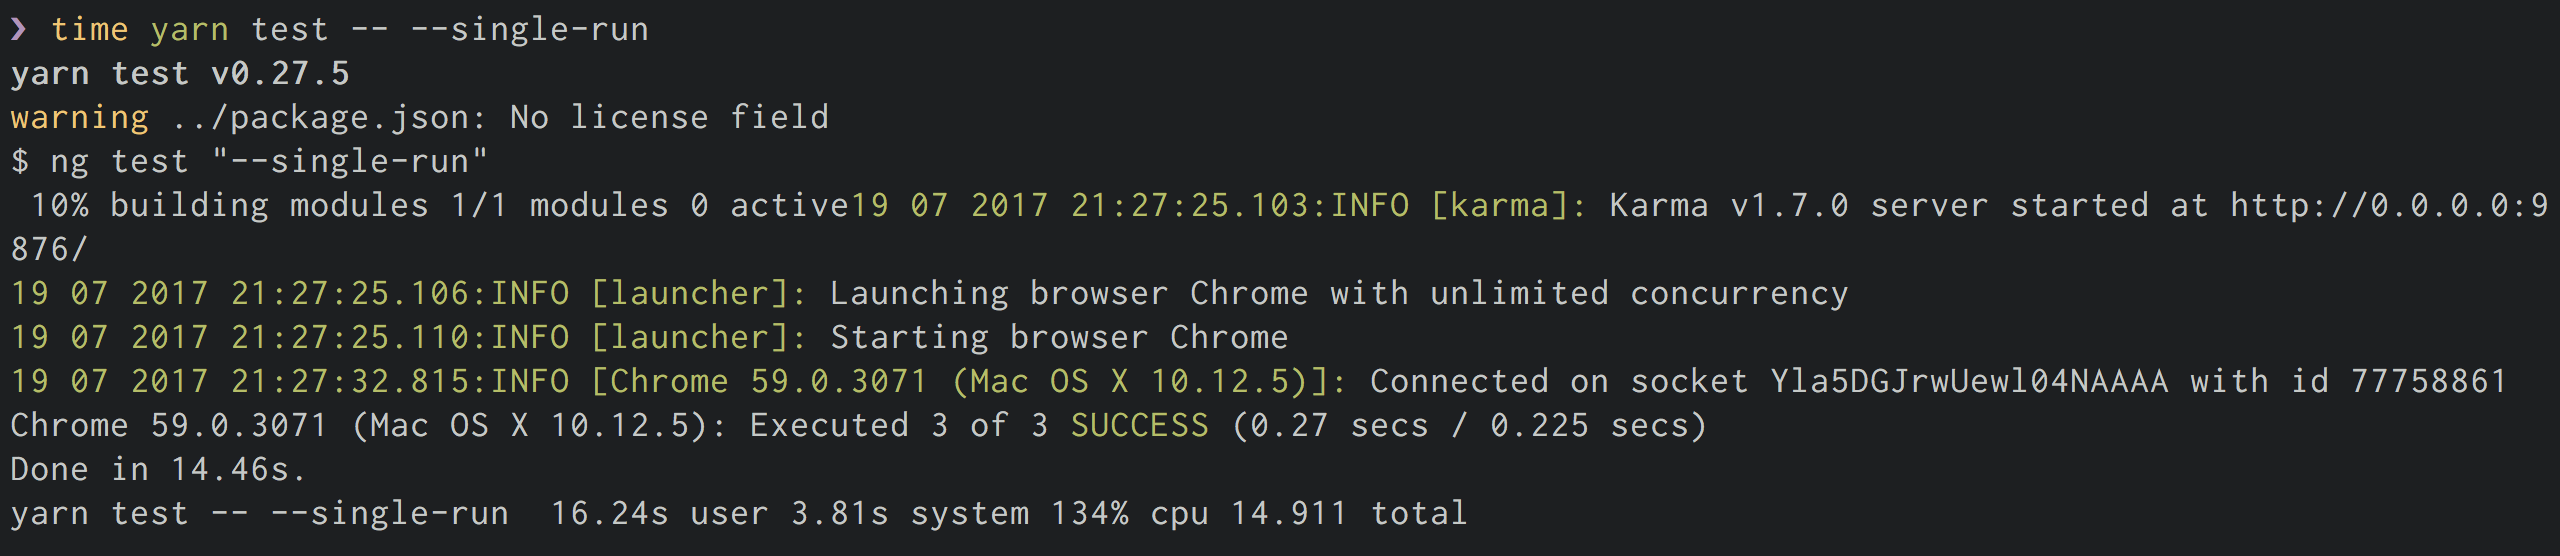 ❯ time yarn test -- --single-run
yarn test v0.27.5
warning ../package.json: No license field
$ ng test "--single-run"
 10% building modules 1/1 modules 0 active19 07 2017 21:27:25.103:INFO [karma]: Karma v1.7.0 server started at http://0.0.0.0:9
876/
19 07 2017 21:27:25.106:INFO [launcher]: Launching browser Chrome with unlimited concurrency
19 07 2017 21:27:25.110:INFO [launcher]: Starting browser Chrome
19 07 2017 21:27:32.815:INFO [Chrome 59.0.3071 (Mac OS X 10.12.5)]: Connected on socket Yla5DGJrwUewl04NAAAA with id 77758861
Chrome 59.0.3071 (Mac OS X 10.12.5): Executed 3 of 3 SUCCESS (0.27 secs / 0.225 secs)
Done in 14.46s.
yarn test -- --single-run  16.24s user 3.81s system 134% cpu 14.911 total